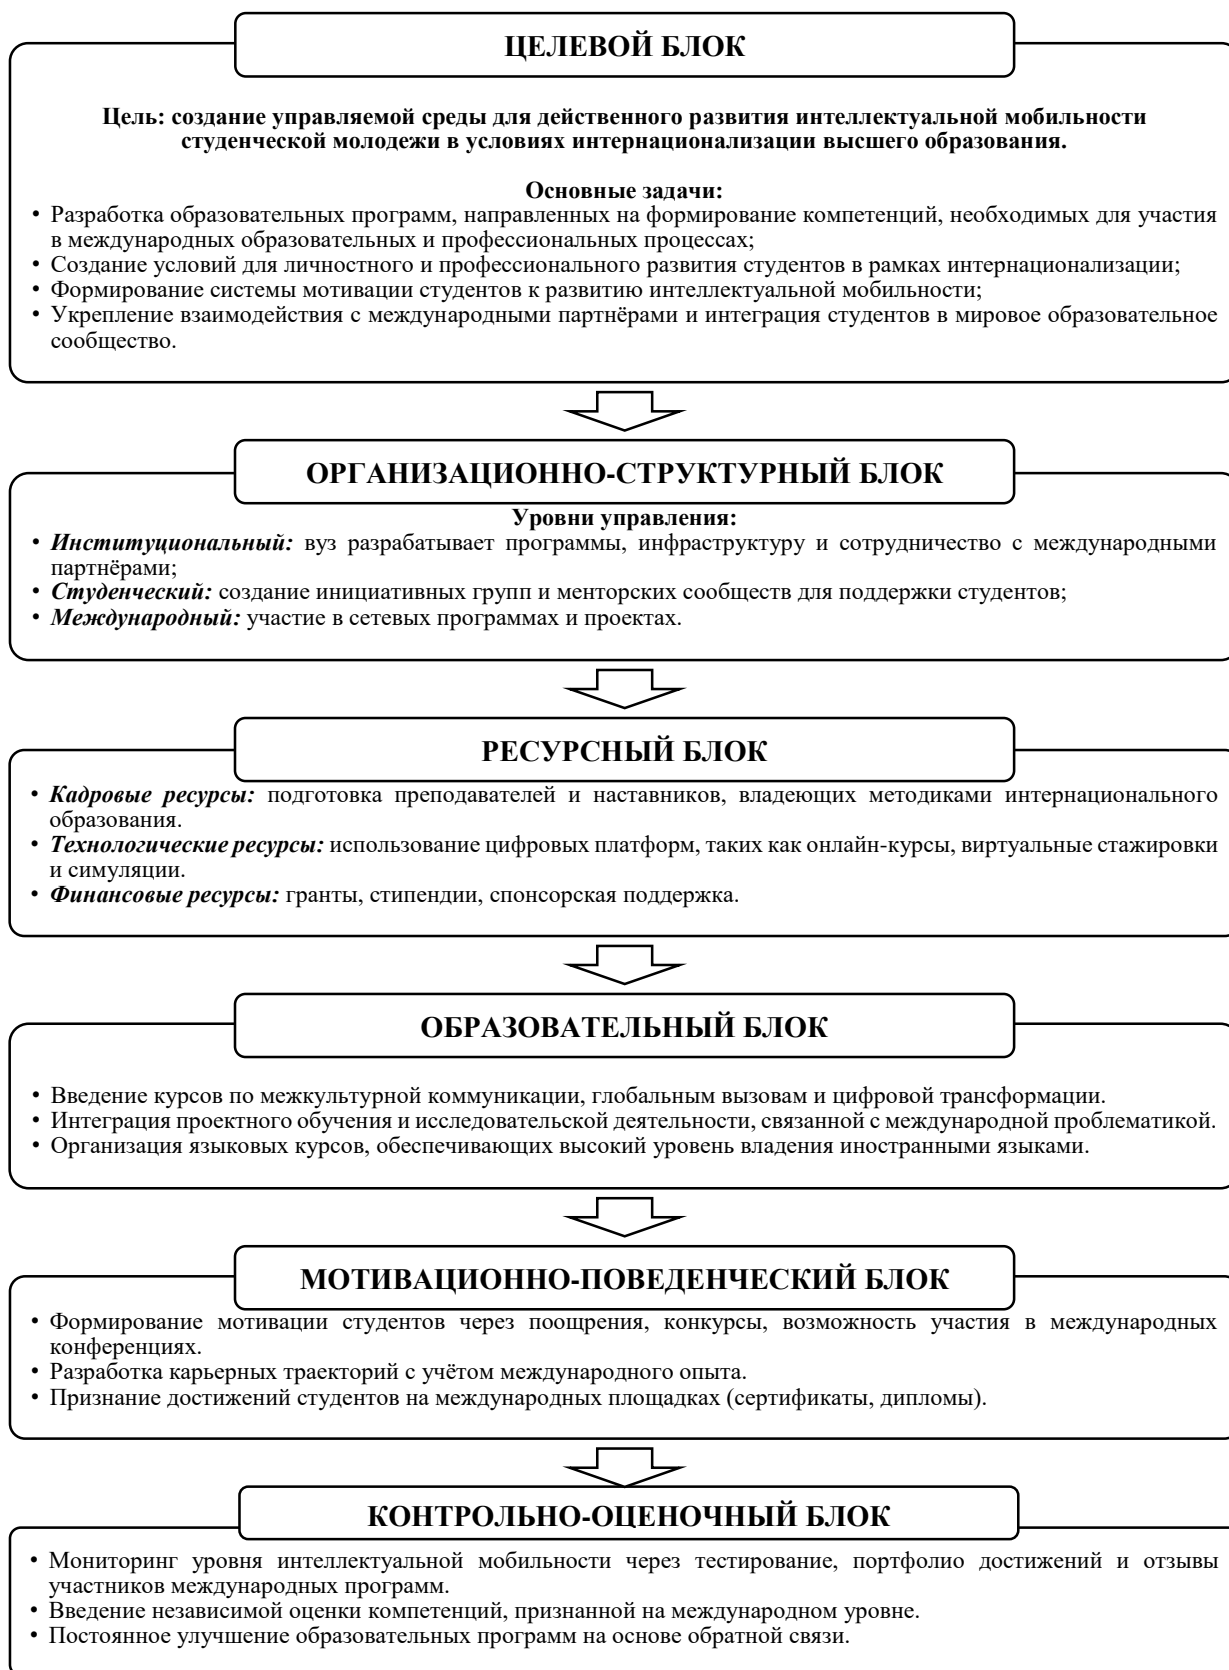 ЦЕЛЕВОЙ БЛОК
Цель: создание управляемой среды для действенного развития интеллектуальной мобильности
студенческой молодежи в условиях интернационализации высшего образования.
Основные задачи:
• Разработка образовательных программ, направленных на формирование компетенций, необходимых для участия
в международных образовательных и профессиональных процессах;
• Создание условий для личностного и профессионального развития студентов в рамках интернационализации;
• Формирование системы мотивации студентов к развитию интеллектуальной мобильности;
• Укрепление взаимодействия с международными партнёрами и интеграция студентов в мировое образовательное
сообщество.
ОРГАНИЗАЦИОННО-СТРУКТУРНЫЙ БЛОК
Уровни управления:
• Институциональный: вуз разрабатывает программы, инфраструктуру и сотрудничество с международными
партнёрами;
• Студенческий: создание инициативных групп и менторских сообществ для поддержки студентов;
• Международный: участие в сетевых программах и проектах.
РЕСУРСНЫЙ БЛОК
• Кадровые ресурсы: подготовка преподавателей и наставников, владеющих методиками интернационального
образования.
• Технологические ресурсы: использование цифровых платформ, таких как онлайн-курсы, виртуальные стажировки
и симуляции.
• Финансовые ресурсы: гранты, стипендии, спонсорская поддержка.
ОБРАЗОВАТЕЛЬНЫЙ БЛОК
• Введение курсов по межкультурной коммуникации, глобальным вызовам и цифровой трансформации.
• Интеграция проектного обучения и исследовательской деятельности, связанной с международной проблематикой.
• Организация языковых курсов, обеспечивающих высокий уровень владения иностранными языками.
МОТИВАЦИОННО-ПОВЕДЕНЧЕСКИЙ БЛОК
• Формирование мотивации студентов через поощрения, конкурсы, возможность участия в международных
конференциях.
• Разработка карьерных траекторий с учётом международного опыта.
• Признание достижений студентов на международных площадках (сертификаты, дипломы).
КОНТРОЛЬНО-ОЦЕНОЧНЫЙ БЛОК
• Мониторинг уровня интеллектуальной мобильности через тестирование, портфолио достижений и отзывы
участников международных программ.
• Введение независимой оценки компетенций, признанной на международном уровне.
• Постоянное улучшение образовательных программ на основе обратной связи.